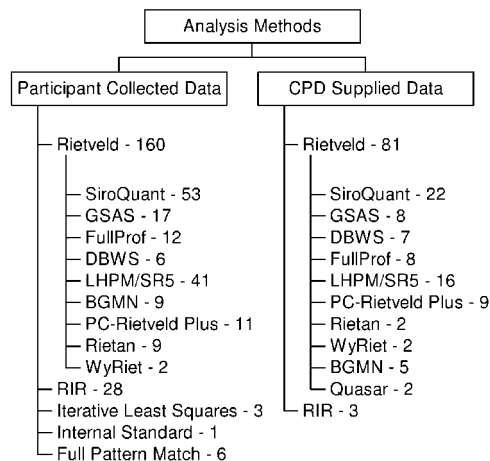 Analysis Methods
Participant Collected Data
Rietveld - 160
SiroQuant - 53
GSAS - 17
FullProf - 12
DBWS - 6
LHPM/SR5 - 41
BGMN - 9
PC-Rietveld Plus - 11
Rietan - 9
WyRiet - 2
RIR - 28
Iterative Least Squares - 3
Internal Standard - 1
Full Pattern Match - 6
CPD Supplied Data
Rietveld - 81
SiroQuant - 22
GSAS - 8
DBWS - 7
FullProf - 8
LHPM/SR5 - 16
PC-Rietveld Plus - 9
Rietan - 2
WyRiet - 2
BGMN - 5
Quasar - 2
RIR - 3